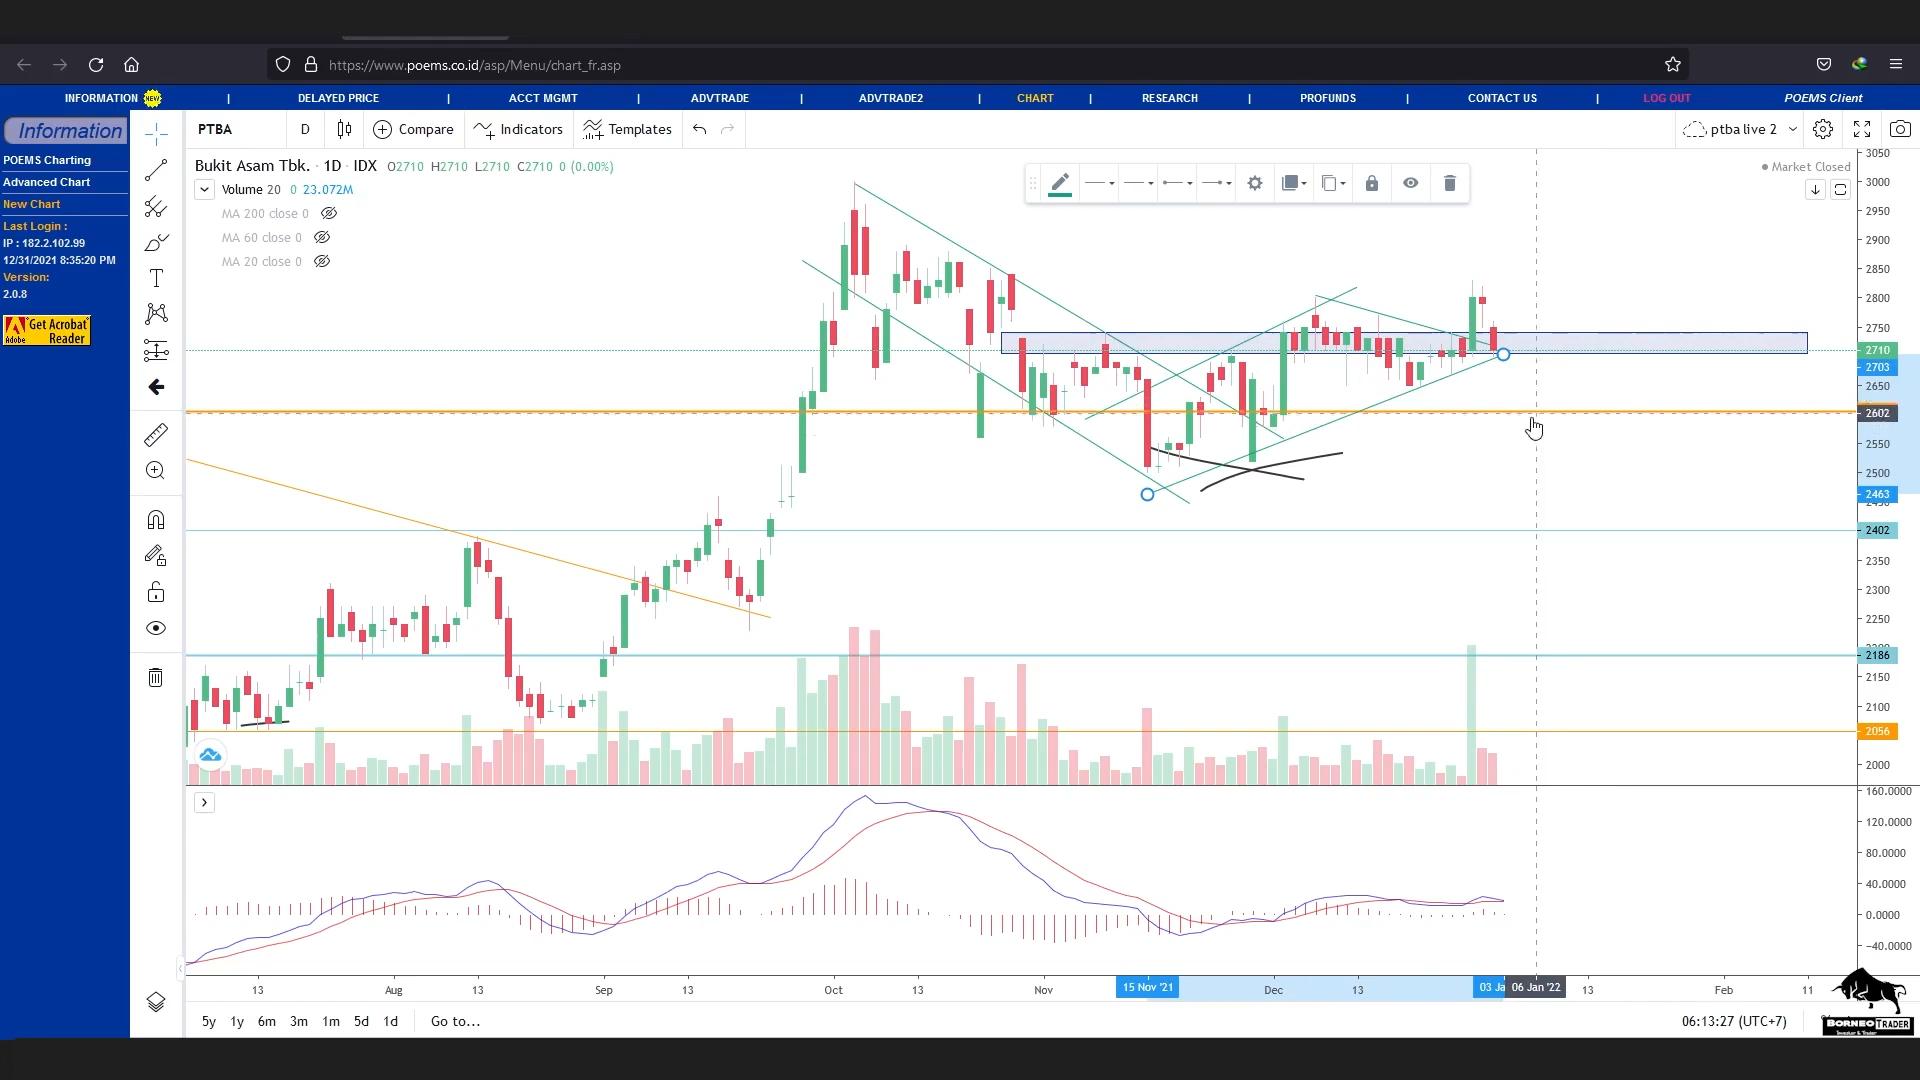 https://www.poems.co.id/asp/Menu/chart_fr.asp
INFORMATION NEW | DELAYED PRICE | ACCT MGMT | ADVTRADE | ADVTRADE2 | CHART | RESEARCH | PROFUNDS | CONTACT US | LOG OUT POEMS Client
Information
POEMS Charting
Advanced Chart
New Chart
Last Login :
IP : 182.2.102.99
12/31/2021 8:35:20 PM
Version:
2.0.8
Get Acrobat
Adobe Reader
PTBA D Compare Indicators Templates ptba live 2
Bukit Asam Tbk. · 1D · IDX O2710 H2710 L2710 C2710 0 (0.00%)
Market Closed
Volume 20 0 23.072M
MA 200 close 0
MA 60 close 0
MA 20 close 0
3050
3000
2950
2900
2850
2800
2750
2710
2703
2650
2602
2550
2500
2463
2402
2350
2300
2250
2186
2150
2100
2056
2000
160.0000
120.0000
80.0000
40.0000
0.0000
−40.0000
13 Aug 13 Sep 13 Oct 13 Nov 15 Nov '21 Dec 13 03 Ja 06 Jan '22 13 Feb 11
5y 1y 6m 3m 1m 5d 1d Go to... 06:13:27 (UTC+7)
BORNEO TRADER